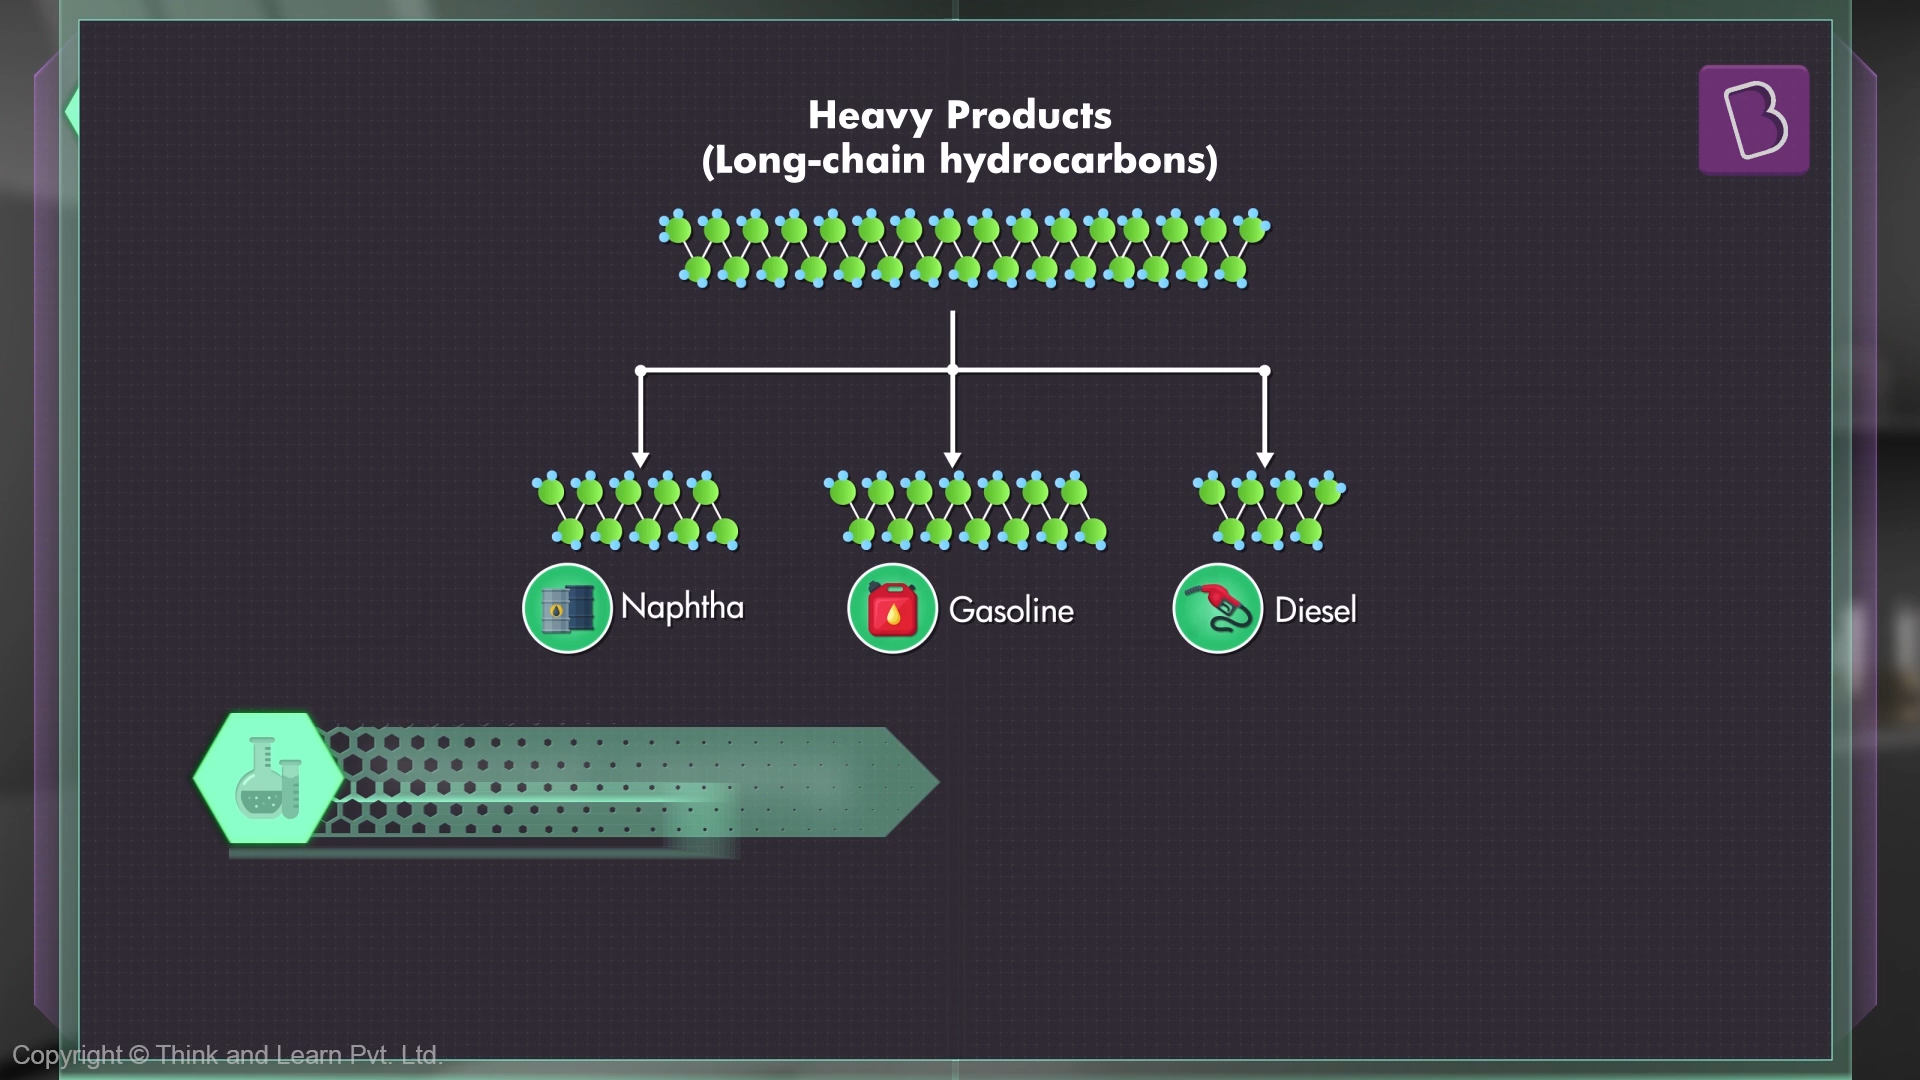 Heavy Products
(Long-chain hydrocarbons)
Naphtha
Gasoline
Diesel
Copyright © Think and Learn Pvt. Ltd.